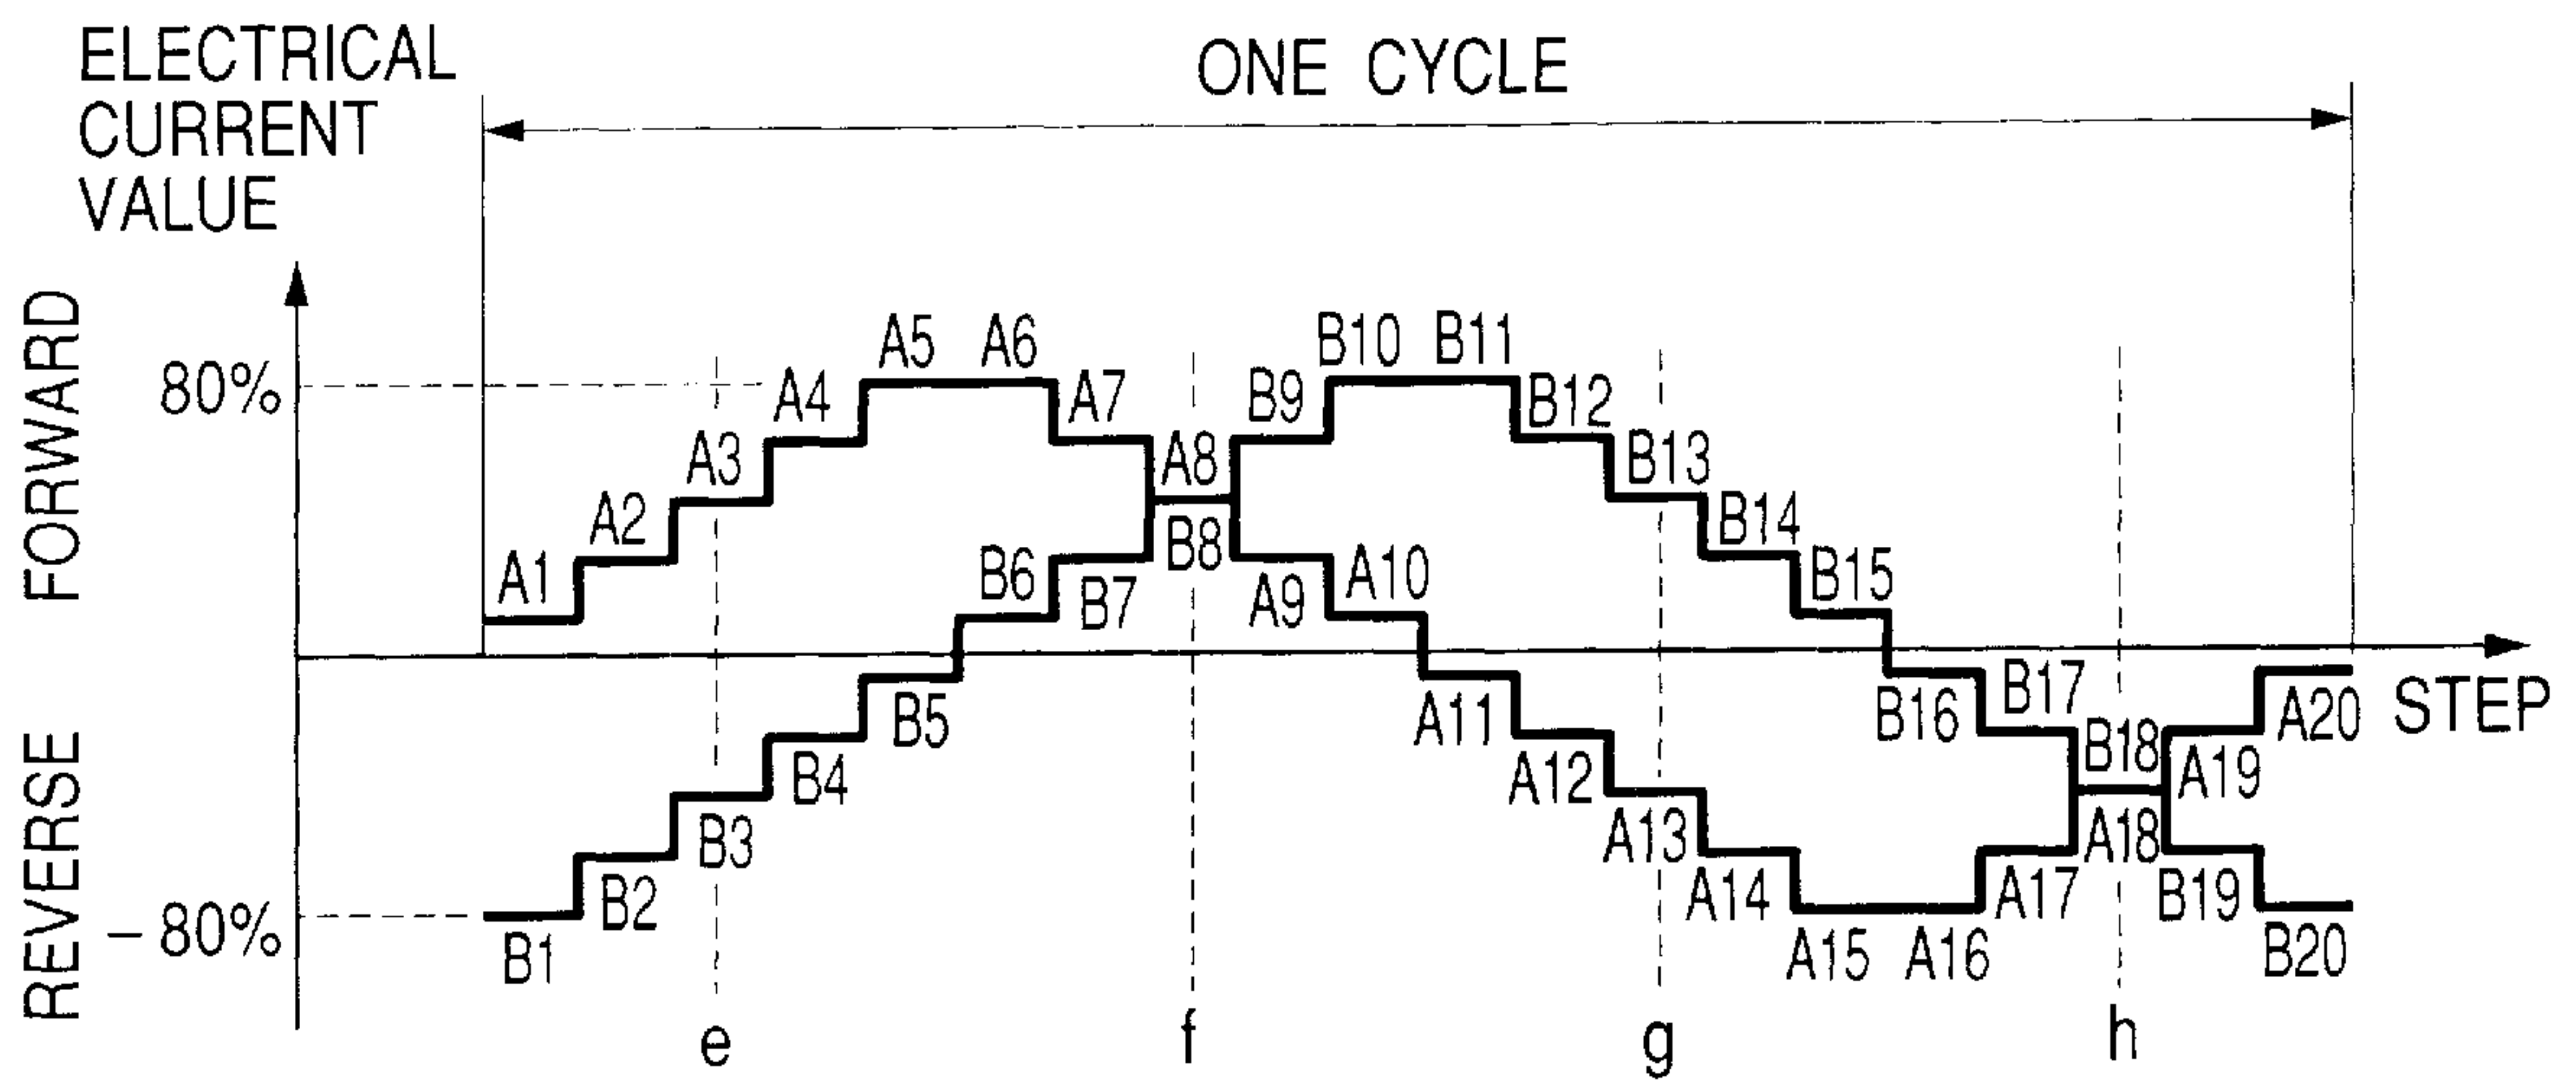 ELECTRICAL
CURRENT
VALUE
ONE CYCLE
FORWARD
REVERSE
80%
-80%
A1
A2
A3
A4
A5
A6
A7
A8
B9
B10
B11
B12
B13
B14
B15
B16
B17
B18
A19
A20
B1
B2
B3
B4
B5
B6
B7
B8
A9
A10
A11
A12
A13
A14
A15
A16
A17
A18
B19
B20
STEP
e
f
g
h